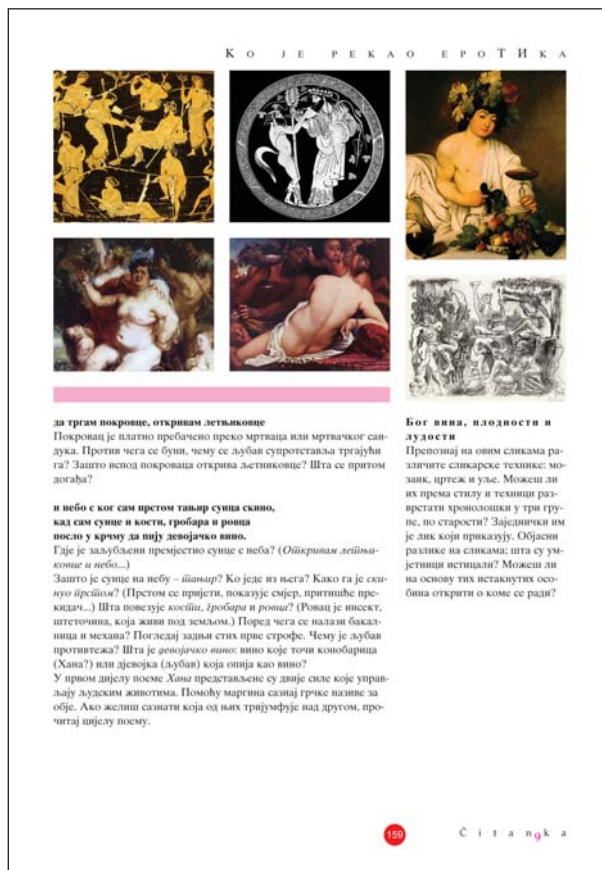 Ко је рекао ероТИка
да тргам покровце, откривам летњиковце
Покровац је платно пребачено преко мртваца или мртвачког сан-
дука. Против чега се буни, чему се љубав супротставља тргајући
га? Зашто испод покроваца открива љетниковце? Шта се притом
догађа?
и небо с ког сам прстом тањир сунца скино,
кад сам сунце и кости, гробара и ровца
посло у крчму да пију девојачко вино.
Гдје је заљубљени премјестио сунце с неба? (Откривам летњи-
ковце и небо...)
Зашто је сунце на небу – тањир? Ко једе из њега? Како га је ски-
нуо прстом? (Прстом се пријети, показује смјер, притишће пре-
кидач...) Шта повезује кости, гробара и ровца? (Ровац је инсект,
штеточина, која живи под земљом.) Поред чега се налази бакал-
ница и механа? Погледај задњи стих прве строфе. Чему је љубав
противтежа? Шта је девојачко вино: вино које точи конобарица
(Хана?) или дјевојка (љубав) која опија као вино?
У првом дијелу поеме Хана представљене су двије силе које управ-
љају људским животима. Помоћу маргина сазнај грчке називе за
обје. Ако желиш сазнати која од њих тријумфује над другом, про-
читај цијелу поему.
Бог вина, плодности и
лудости
Препознај на овим сликама ра-
зличите сликарске технике: мо-
заик, цртеж и уље. Можеш ли
их према стилу и техници раз-
врстати хронолошки у три гру-
пе, по старости? Заједнички им
је лик који приказују. Објасни
разлике на сликама; шта су ум-
јетници истицали? Можеш ли
на основу тих истакнутих осо-
бина открити о коме се ради?
159
Čitan9ka